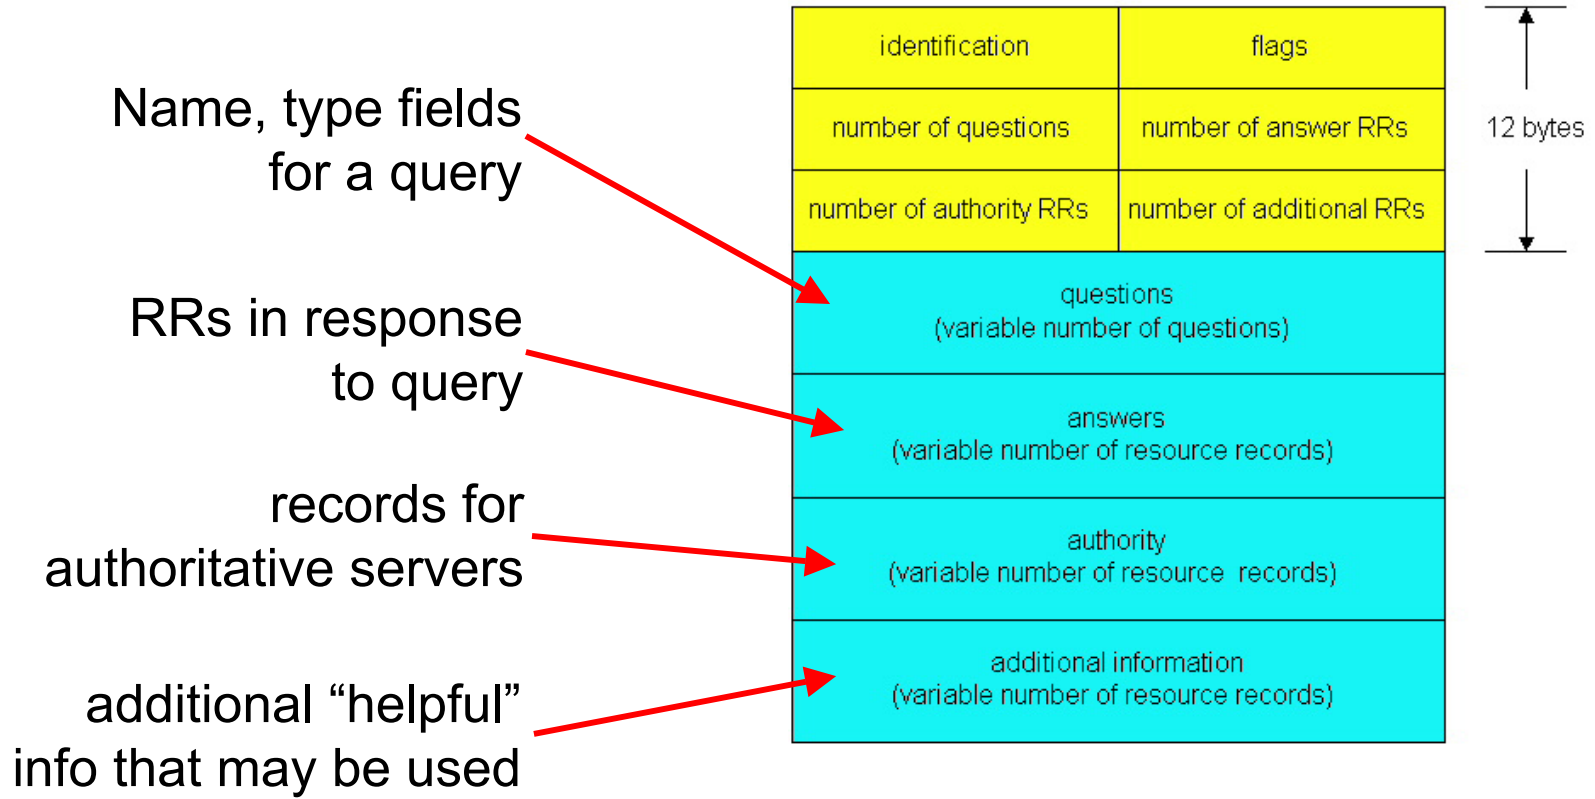 Name, type fields
for a query
RRs in response
to query
records for
authoritative servers
additional “helpful”
info that may be used
identification
flags
number of questions
number of answer RRs
number of authority RRs
number of additional RRs
12 bytes
questions
(variable number of questions)
answers
(variable number of resource records)
authority
(variable number of resource records)
additional information
(variable number of resource records)